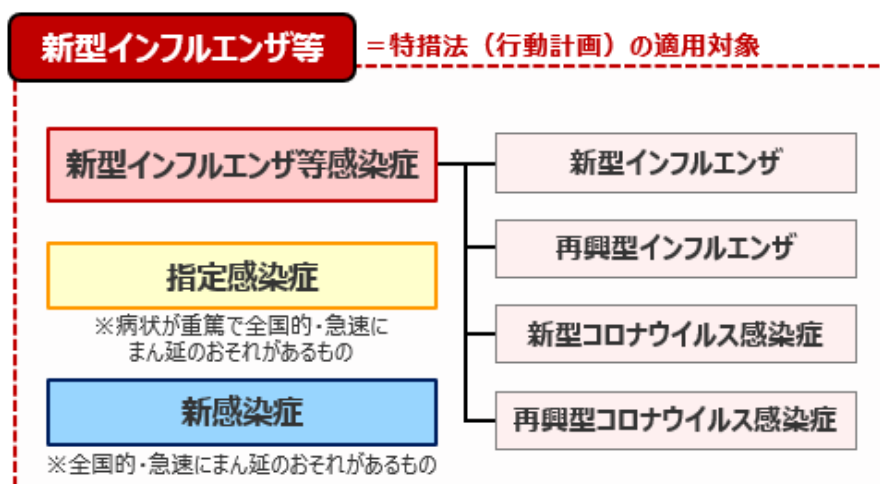 新型インフルエンザ等
＝特措法（行動計画）の適用対象
新型インフルエンザ等感染症
指定感染症
※病状が重篤で全国的・急速に
まん延のおそれがあるもの
新感染症
※全国的・急速にまん延のおそれがあるもの
新型インフルエンザ
再興型インフルエンザ
新型コロナウイルス感染症
再興型コロナウイルス感染症